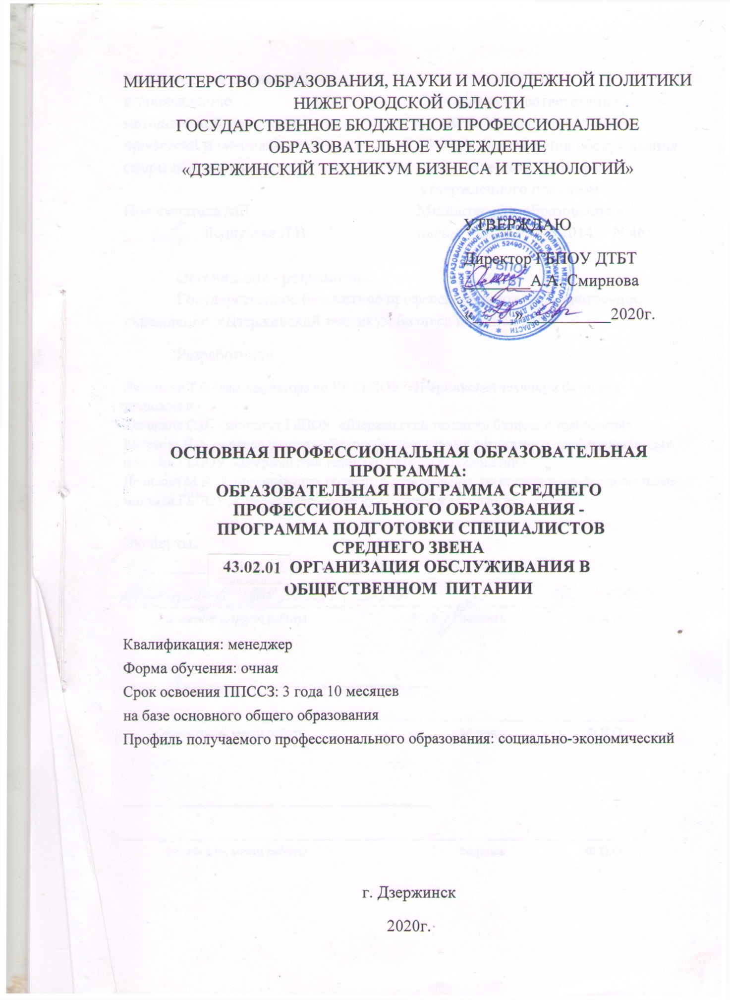 МИНИСТЕРСТВО ОБРАЗОВАНИЯ, НАУКИ И МОЛОДЕЖНОЙ ПОЛИТИКИ
НИЖЕГОРОДСКОЙ ОБЛАСТИ
ГОСУДАРСТВЕННОЕ БЮДЖЕТНОЕ ПРОФЕССИОНАЛЬНОЕ
ОБРАЗОВАТЕЛЬНОЕ УЧРЕЖДЕНИЕ
«ДЗЕРЖИНСКИЙ ТЕХНИКУМ БИЗНЕСА И ТЕХНОЛОГИЙ»
УТВЕРЖДАЮ
Директор ГБПОУ ДТБТ
А.А. Смирнова
« » 2020г.
ГБПОУ
ДТБТ
ОСНОВНАЯ ПРОФЕССИОНАЛЬНАЯ ОБРАЗОВАТЕЛЬНАЯ
ПРОГРАММА:
ОБРАЗОВАТЕЛЬНАЯ ПРОГРАММА СРЕДНЕГО
ПРОФЕССИОНАЛЬНОГО ОБРАЗОВАНИЯ -
ПРОГРАММА ПОДГОТОВКИ СПЕЦИАЛИСТОВ
СРЕДНЕГО ЗВЕНА
43.02.01 ОРГАНИЗАЦИЯ ОБСЛУЖИВАНИЯ В
ОБЩЕСТВЕННОМ ПИТАНИИ
Квалификация: менеджер
Форма обучения: очная
Срок освоения ППССЗ: 3 года 10 месяцев
на базе основного общего образования
Профиль получаемого профессионального образования: социально-экономический
г. Дзержинск
2020г.